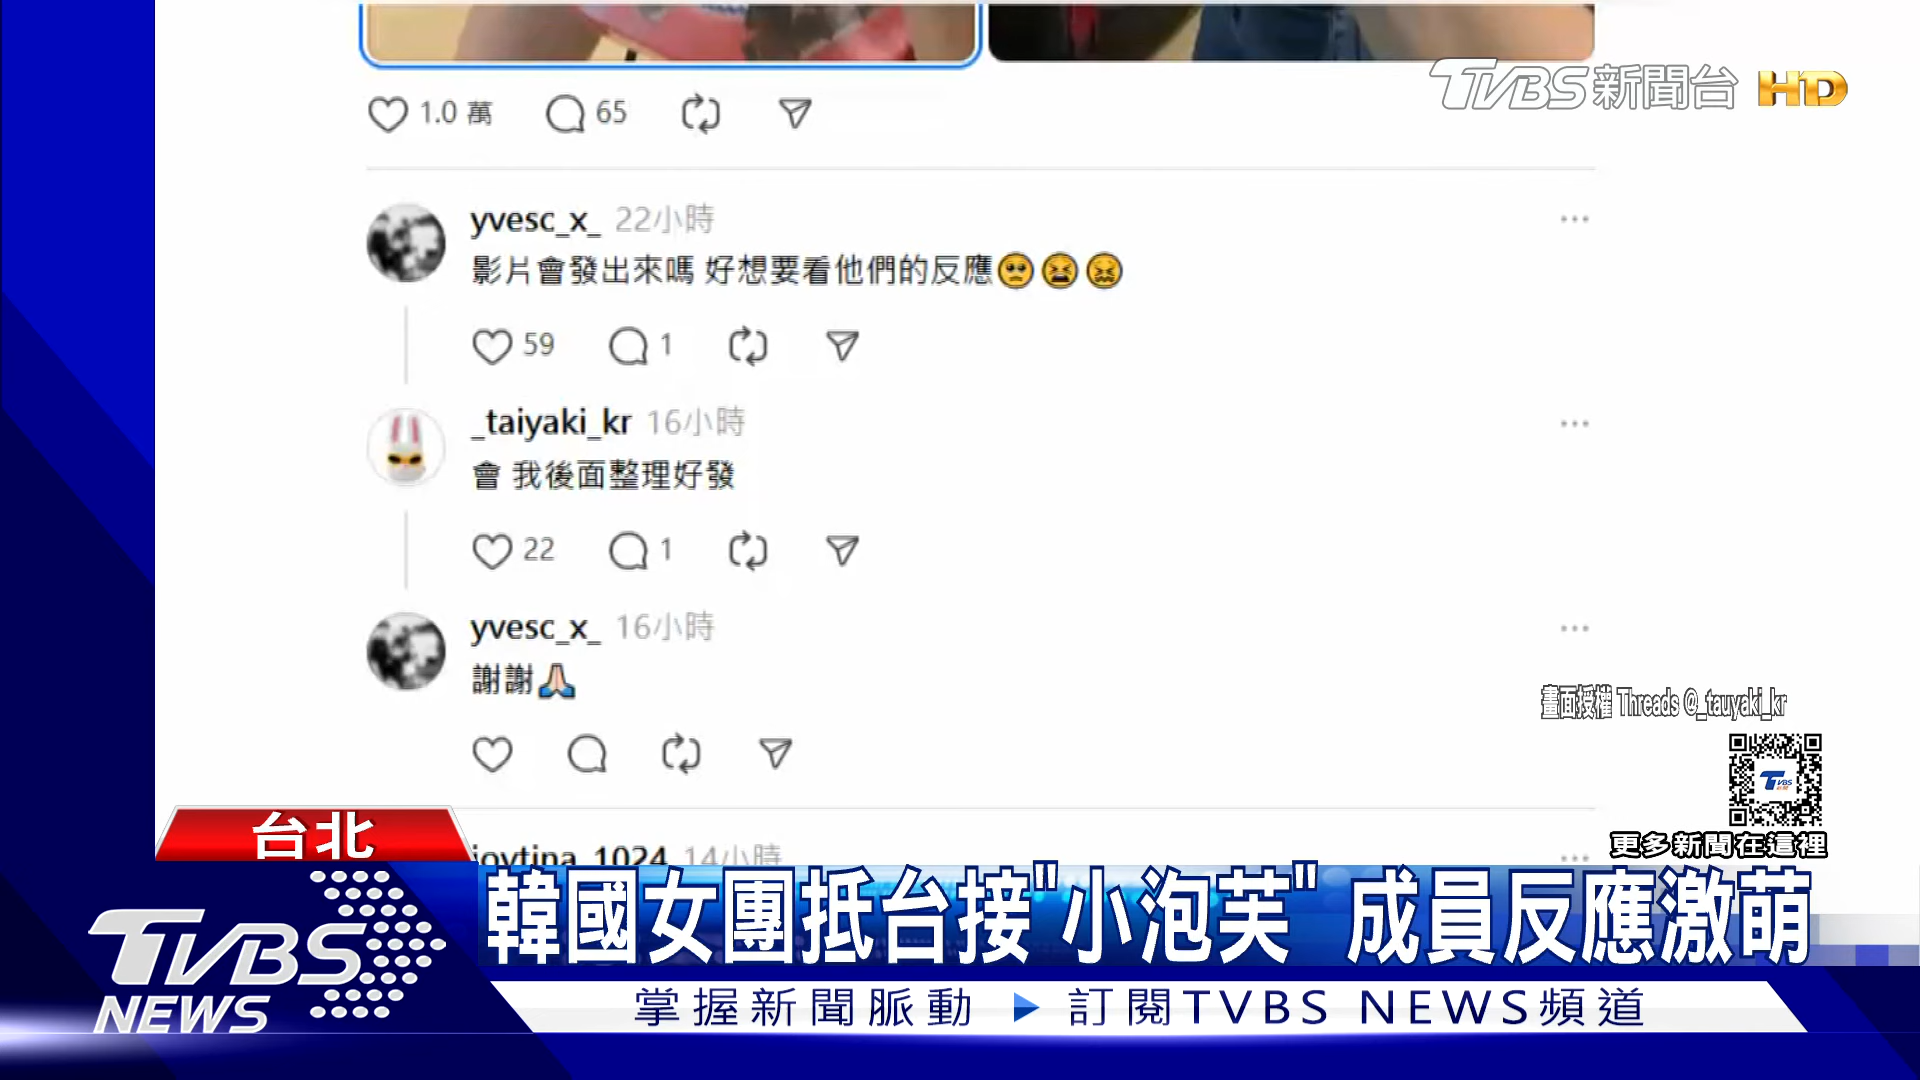 TVBS新聞台 HD
1.0 萬 65
yvesc_x_ 22小時
影片會發出來嗎 好想要看他們的反應🥺😫😖
59 1
_taiyaki_kr 16小時
會 我後面整理好發
22 1
yvesc_x_ 16小時
謝謝🙏🏻
畫面授權 Threads @_tauyaki_kr
TVBS 新聞
更多新聞在這裡
joytina_1024 14小時
台北
韓國女團抵台接"小泡芙" 成員反應激萌
TVBS NEWS
掌握新聞脈動 ▶ 訂閱TVBS NEWS頻道